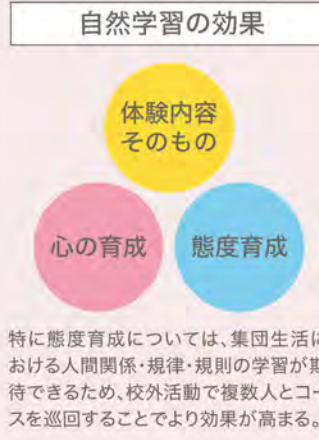 自然学習の効果
体験内容
そのもの
心の育成
態度育成
特に態度育成については、集団生活に
おける人間関係・規律・規則の学習が期
待できるため、校外活動で複数人とコー
スを巡回することでより効果が高まる。